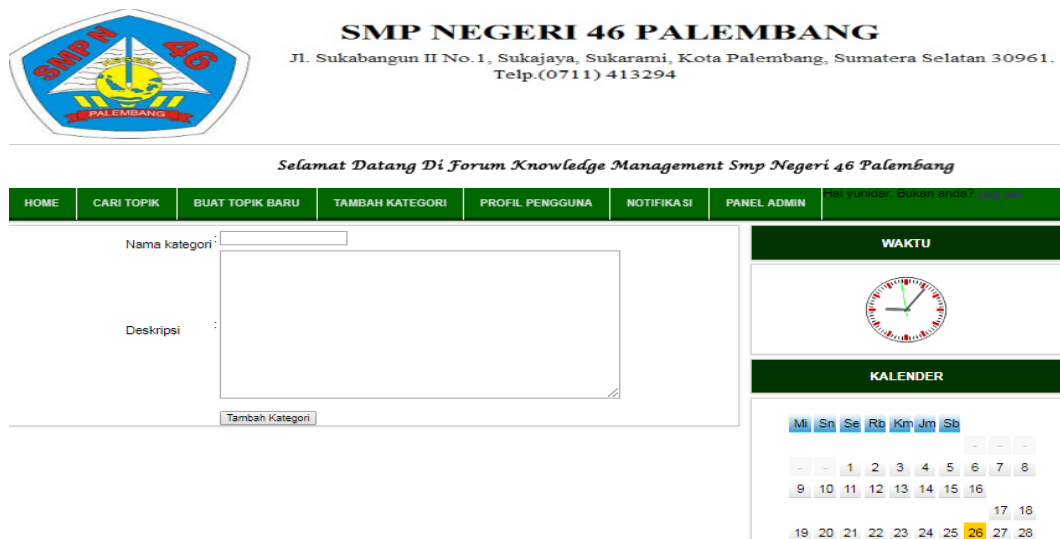 SMPN 46
NEGERI
PALEMBANG
SMP NEGERI 46 PALEMBANG
Jl. Sukabangun II No.1, Sukajaya, Sukarami, Kota Palembang, Sumatera Selatan 30961.
Telp.(0711) 413294
Selamat Datang Di Forum Knowledge Management Smp Negeri 46 Palembang
HOME CARI TOPIK BUAT TOPIK BARU TAMBAH KATEGORI PROFIL PENGGUNA NOTIFIKASI PANEL ADMIN Hai yunidar. Bukan anda? Log out
Nama kategori :
Deskripsi :
Tambah Kategori
WAKTU
KALENDER
Mi Sn Se Rb Km Jm Sb
- - -
- - 1 2 3 4 5 6 7 8
9 10 11 12 13 14 15 16
17 18
19 20 21 22 23 24 25 26 27 28